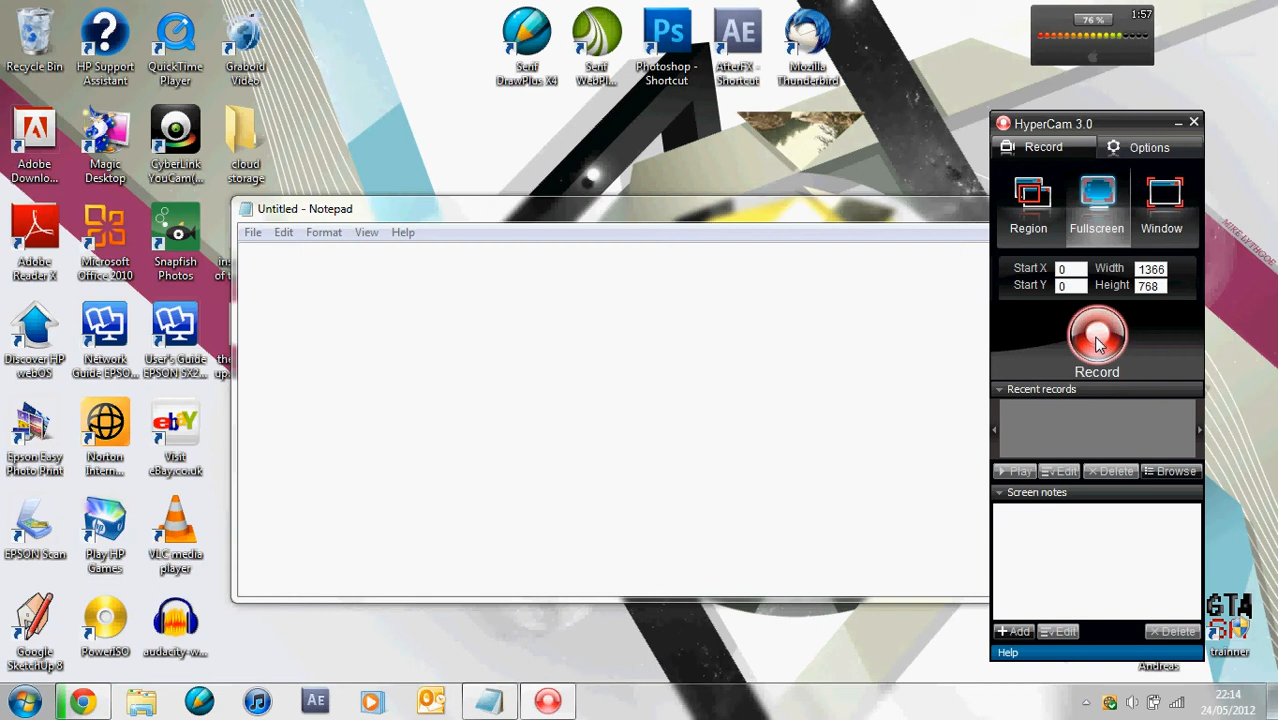 76 %
1:57
Recycle Bin
HP Support
Assistant
QuickTime
Player
Graboid
Video
Serif
DrawPlus X4
Serif
WebPl...
Ps
Photoshop -
Shortcut
AE
AfterFX -
Shortcut
Mozilla
Thunderbird
Adobe
Downlo...
Magic
Desktop
CyberLink
YouCam(...
cloud
storage
Adobe
Reader X
Microsoft
Office 2010
Snapfish
Photos
Discover HP
webOS
Network
Guide EPSO...
User's Guide
EPSON SX2...
Epson Easy
Photo Print
Norton
Intern...
ebY
Visit
eBay.co.uk
EPSON Scan
Play HP
Games
VLC media
player
Google
SketchUp 8
PowerISO
audacity-w...
Untitled - Notepad
File Edit Format View Help
HyperCam 3.0
Record Options
Region Fullscreen Window
Start X 0 Width 1366
Start Y 0 Height 768
Record
Recent records
Play Edit Delete Browse
Screen notes
Add Edit Delete
Help
GTA
trainner
Andreas
MIKE
AE
22:14
24/05/2012